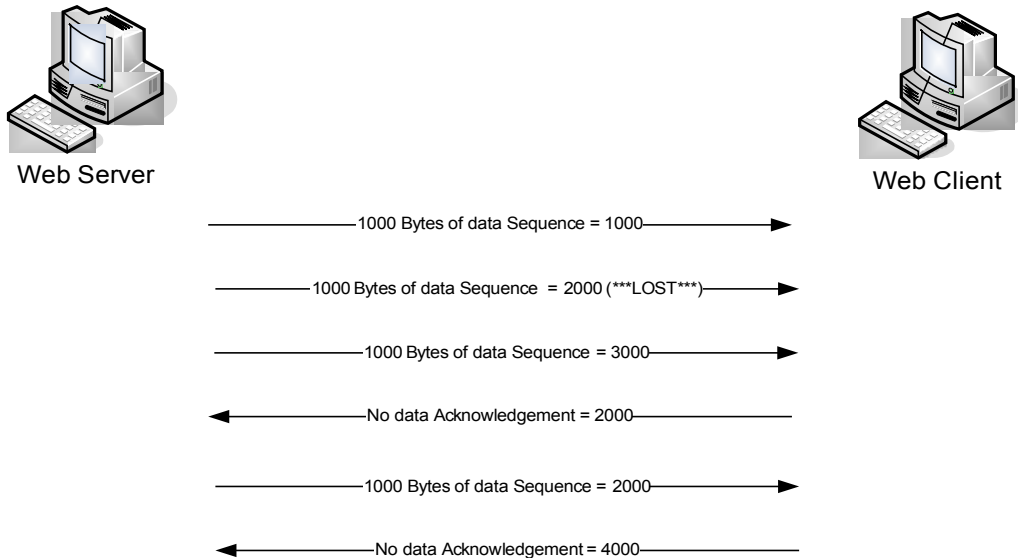 Web Server
Web Client
1000 Bytes of data Sequence = 1000
1000 Bytes of data Sequence = 2000 (***LOST***)
1000 Bytes of data Sequence = 3000
No data Acknowledgement = 2000
1000 Bytes of data Sequence = 2000
No data Acknowledgement = 4000